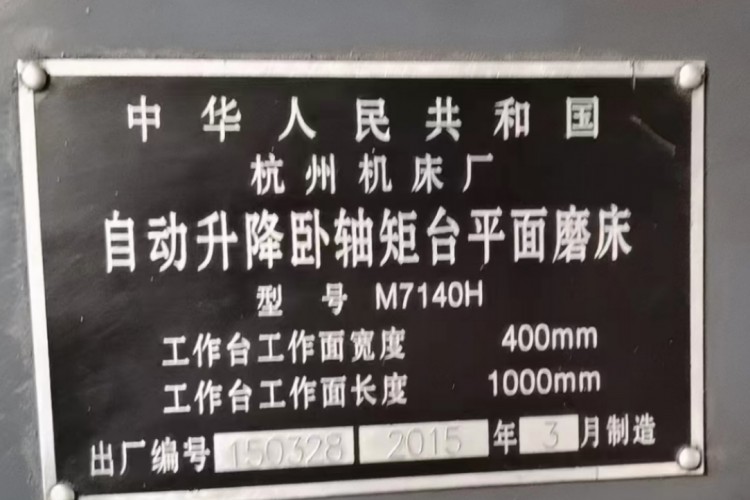 中华人民共和国
杭州机床厂
自动升降卧轴矩台平面磨床
型 号 M7140H
工作台工作面宽度 400mm
工作台工作面长度 1000mm
出厂编号 150328 2015 年 3 月制造